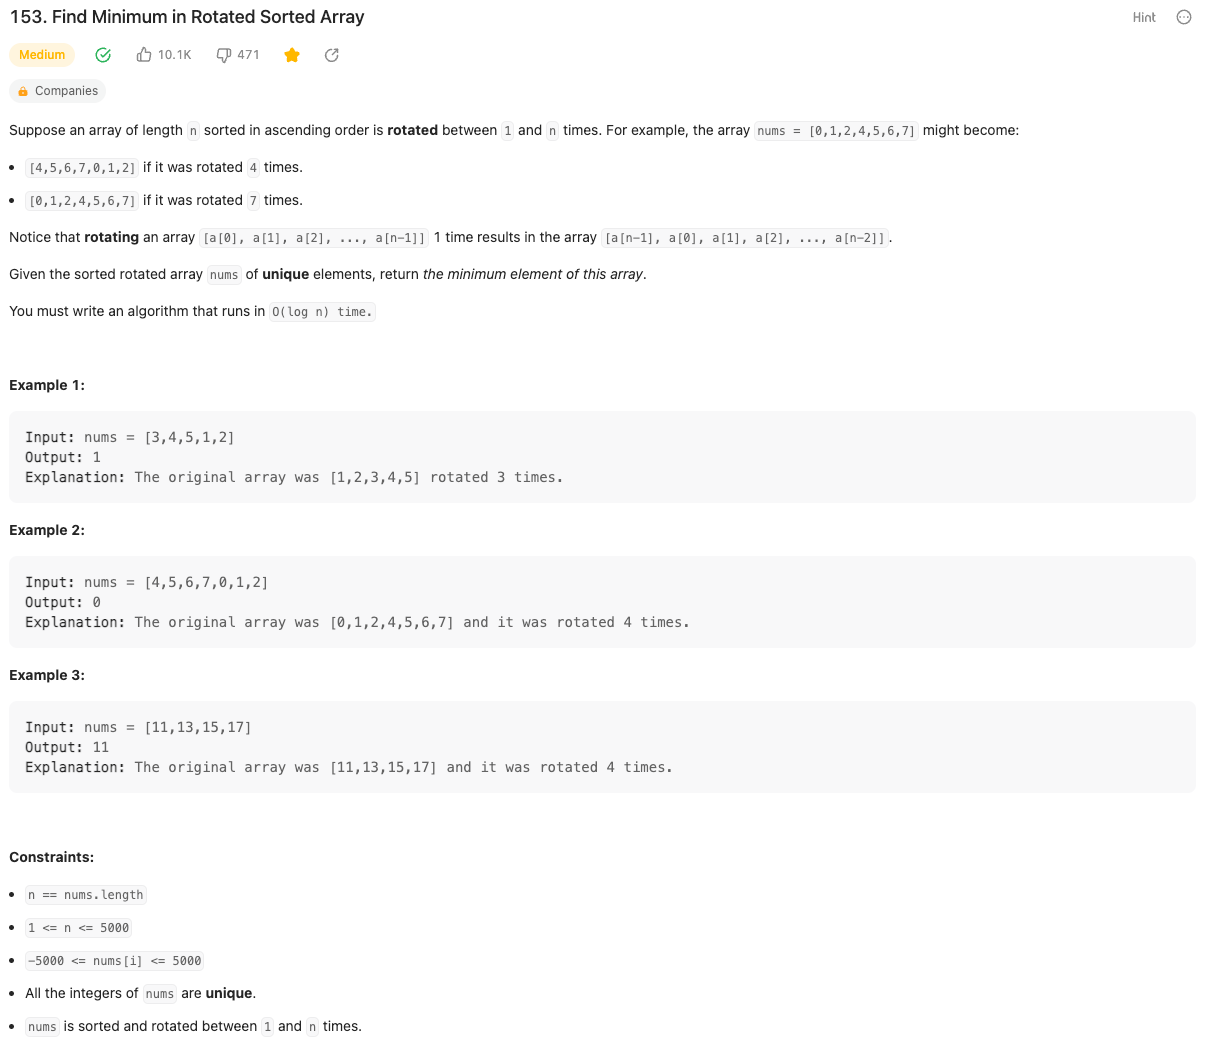 153. Find Minimum in Rotated Sorted Array
Hint
Medium
10.1K
471
Companies
Suppose an array of length n sorted in ascending order is rotated between 1 and n times. For example, the array nums = [0,1,2,4,5,6,7] might become:
• [4,5,6,7,0,1,2] if it was rotated 4 times.
• [0,1,2,4,5,6,7] if it was rotated 7 times.
Notice that rotating an array [a[0], a[1], a[2], ..., a[n-1]] 1 time results in the array [a[n-1], a[0], a[1], a[2], ..., a[n-2]].
Given the sorted rotated array nums of unique elements, return the minimum element of this array.
You must write an algorithm that runs in O(log n) time.
Example 1:
Input: nums = [3,4,5,1,2]
Output: 1
Explanation: The original array was [1,2,3,4,5] rotated 3 times.
Example 2:
Input: nums = [4,5,6,7,0,1,2]
Output: 0
Explanation: The original array was [0,1,2,4,5,6,7] and it was rotated 4 times.
Example 3:
Input: nums = [11,13,15,17]
Output: 11
Explanation: The original array was [11,13,15,17] and it was rotated 4 times.
Constraints:
• n == nums.length
• 1 <= n <= 5000
• -5000 <= nums[i] <= 5000
• All the integers of nums are unique.
• nums is sorted and rotated between 1 and n times.